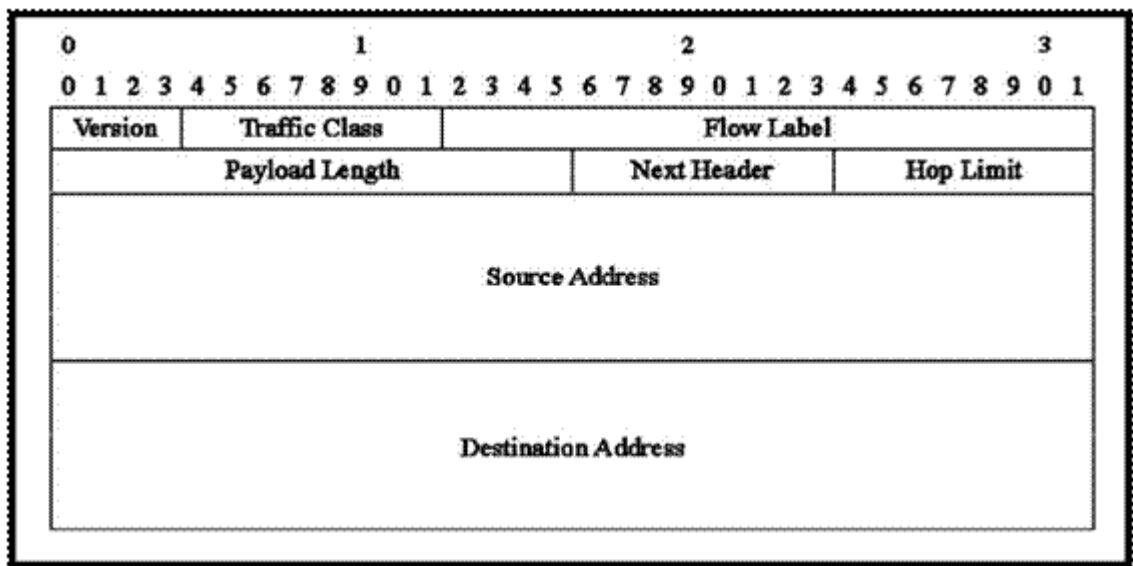 0 1 2 3
0 1 2 3 4 5 6 7 8 9 0 1 2 3 4 5 6 7 8 9 0 1 2 3 4 5 6 7 8 9 0 1
Version Traffic Class Flow Label
Payload Length Next Header Hop Limit
Source Address
Destination Address